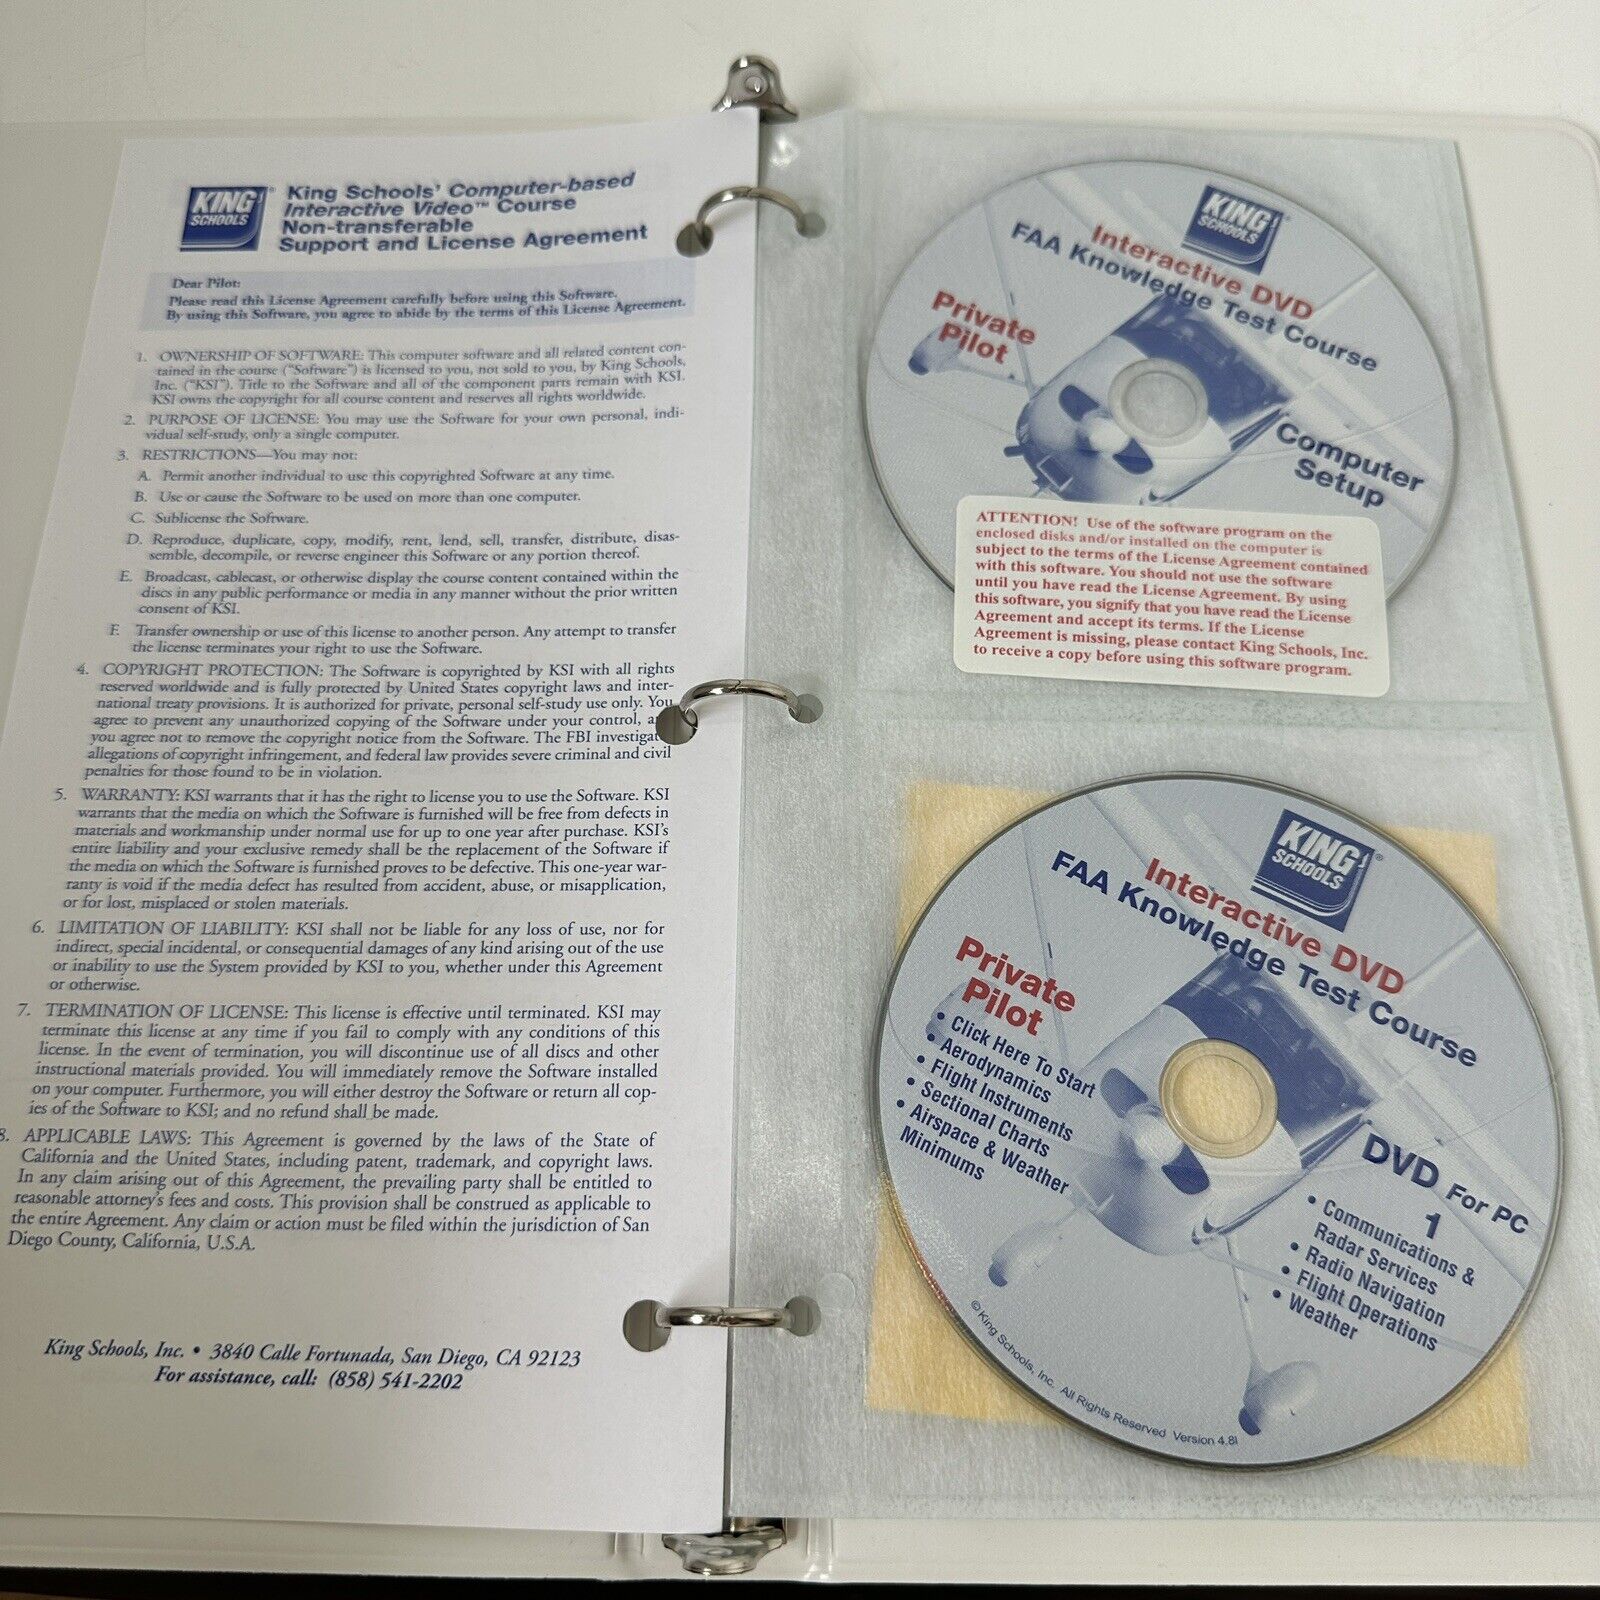 KING SCHOOLS®
King Schools' Computer-based
Interactive Video™ Course
Non-transferable
Support and License Agreement
Dear Pilot:
Please read this License Agreement carefully before using this Software.
By using this Software, you agree to abide by the terms of this License Agreement.
1. OWNERSHIP OF SOFTWARE: This computer software and all related content con-
tained in the course ("Software") is licensed to you, not sold to you, by King Schools,
Inc. ("KSI"). Title to the Software and all of the component parts remain with KSI.
KSI owns the copyright for all course content and reserves all rights worldwide.
2. PURPOSE OF LICENSE: You may use the Software for your own personal, indi-
vidual self-study, only a single computer.
3. RESTRICTIONS—You may not:
A. Permit another individual to use this copyrighted Software at any time.
B. Use or cause the Software to be used on more than one computer.
C. Sublicense the Software.
D. Reproduce, duplicate, copy, modify, rent, lend, sell, transfer, distribute, disas-
semble, decompile, or reverse engineer this Software or any portion thereof.
E. Broadcast, cablecast, or otherwise display the course content contained within the
discs in any public performance or media in any manner without the prior written
consent of KSI.
F. Transfer ownership or use of this license to another person. Any attempt to transfer
the license terminates your right to use the Software.
4. COPYRIGHT PROTECTION: The Software is copyrighted by KSI with all rights
reserved worldwide and is fully protected by United States copyright laws and inter-
national treaty provisions. It is authorized for private, personal self-study use only. You
agree to prevent any unauthorized copying of the Software under your control, a
you agree not to remove the copyright notice from the Software. The FBI investigat
allegations of copyright infringement, and federal law provides severe criminal and civil
penalties for those found to be in violation.
5. WARRANTY: KSI warrants that it has the right to license you to use the Software. KSI
warrants that the media on which the Software is furnished will be free from defects in
materials and workmanship under normal use for up to one year after purchase. KSI's
entire liability and your exclusive remedy shall be the replacement of the Software if
the media on which the Software is furnished proves to be defective. This one-year war-
ranty is void if the media defect has resulted from accident, abuse, or misapplication,
or for lost, misplaced or stolen materials.
6. LIMITATION OF LIABILITY: KSI shall not be liable for any loss of use, nor for
indirect, special incidental, or consequential damages of any kind arising out of the use
or inability to use the System provided by KSI to you, whether under this Agreement
or otherwise.
7. TERMINATION OF LICENSE: This license is effective until terminated. KSI may
terminate this license at any time if you fail to comply with any conditions of this
license. In the event of termination, you will discontinue use of all discs and other
instructional materials provided. You will immediately remove the Software installed
on your computer. Furthermore, you will either destroy the Software or return all cop-
ies of the Software to KSI; and no refund shall be made.
8. APPLICABLE LAWS: This Agreement is governed by the laws of the State of
California and the United States, including patent, trademark, and copyright laws.
In any claim arising out of this Agreement, the prevailing party shall be entitled to
reasonable attorney's fees and costs. This provision shall be construed as applicable to
the entire Agreement. Any claim or action must be filed within the jurisdiction of San
Diego County, California, U.S.A.
King Schools, Inc. • 3840 Calle Fortunada, San Diego, CA 92123
For assistance, call: (858) 541-2202
KING SCHOOLS®
Interactive DVD
FAA Knowledge Test Course
Private
Pilot
Computer
Setup
ATTENTION! Use of the software program on the
enclosed disks and/or installed on the computer is
subject to the terms of the License Agreement contained
with this software. You should not use the software
until you have read the License Agreement. By using
this software, you signify that you have read the License
Agreement and accept its terms. If the License
Agreement is missing, please contact King Schools, Inc.
to receive a copy before using this software program.
KING SCHOOLS®
Interactive DVD
FAA Knowledge Test Course
Private
Pilot
• Click Here To Start
• Aerodynamics
• Flight Instruments
• Sectional Charts
• Airspace & Weather
Minimums
DVD For PC
1
• Communications &
Radar Services
• Radio Navigation
• Flight Operations
• Weather
© King Schools, Inc. All Rights Reserved Version 4.8i